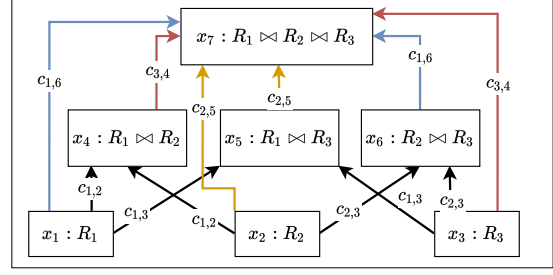 x₇ : R₁ ⋈ R₂ ⋈ R₃
c₁,₆
c₃,₄
c₂,₅
c₂,₅
c₁,₆
c₃,₄
x₄ : R₁ ⋈ R₂
x₅ : R₁ ⋈ R₃
x₆ : R₂ ⋈ R₃
c₁,₂
c₁,₃
c₁,₂
c₂,₃
c₁,₃
c₂,₃
x₁ : R₁
x₂ : R₂
x₃ : R₃